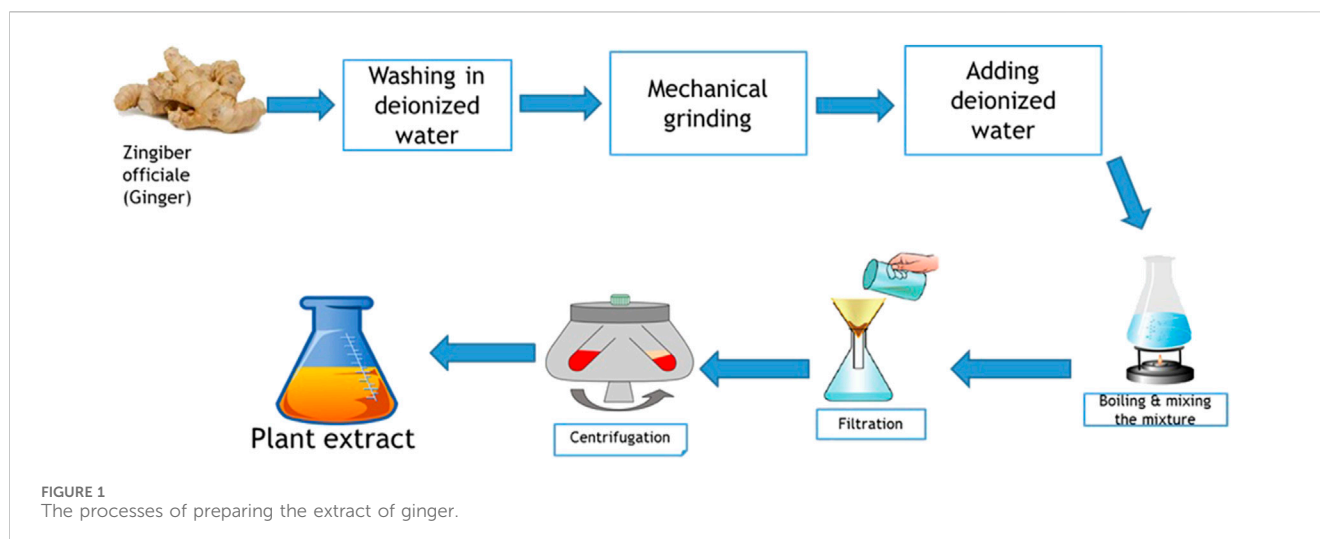 Zingiber
officiale
(Ginger)
Washing in
deionized
water
Mechanical
grinding
Adding
deionized
water
Boiling & mixing
the mixture
Filtration
Centrifugation
Plant extract
FIGURE 1
The processes of preparing the extract of ginger.